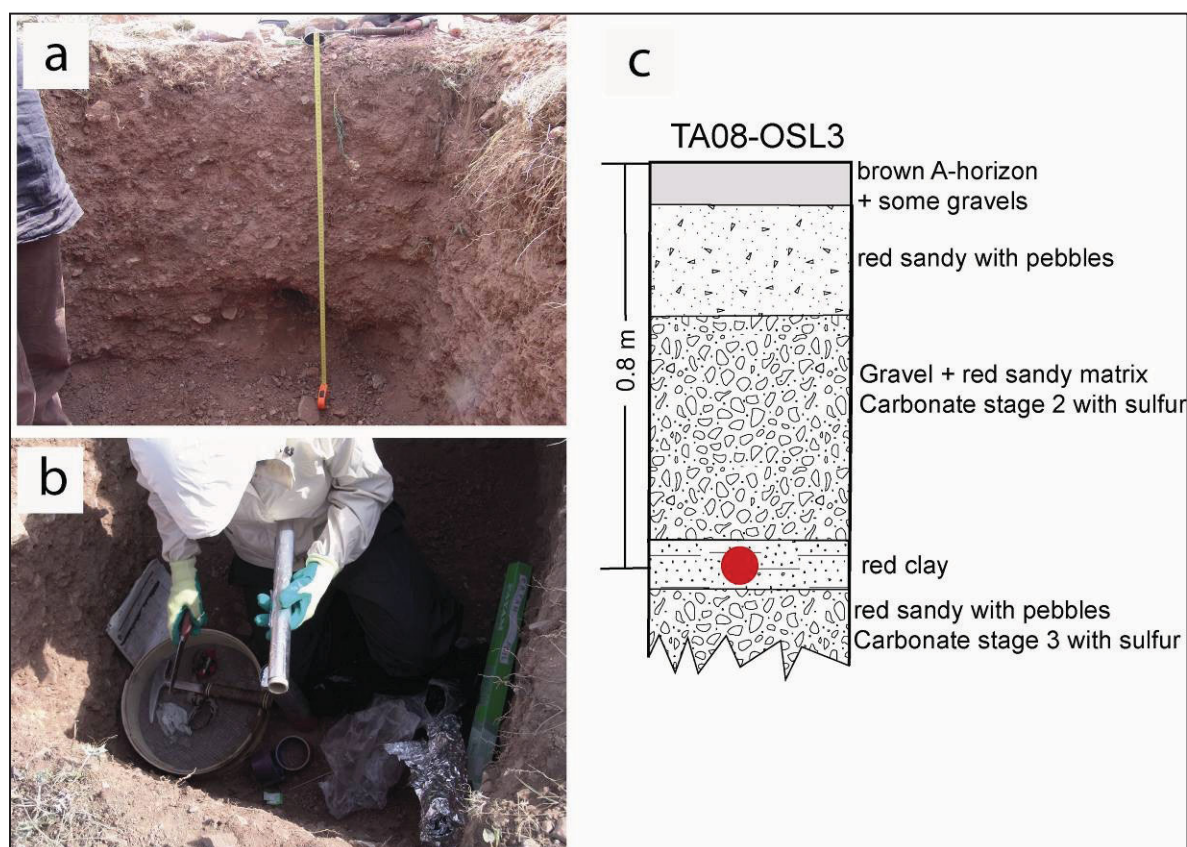 a
b
c
TA08-OSL3
brown A-horizon
+ some gravels
red sandy with pebbles
0.8 m
Gravel + red sandy matrix
Carbonate stage 2 with sulfur
red clay
red sandy with pebbles
Carbonate stage 3 with sulfur